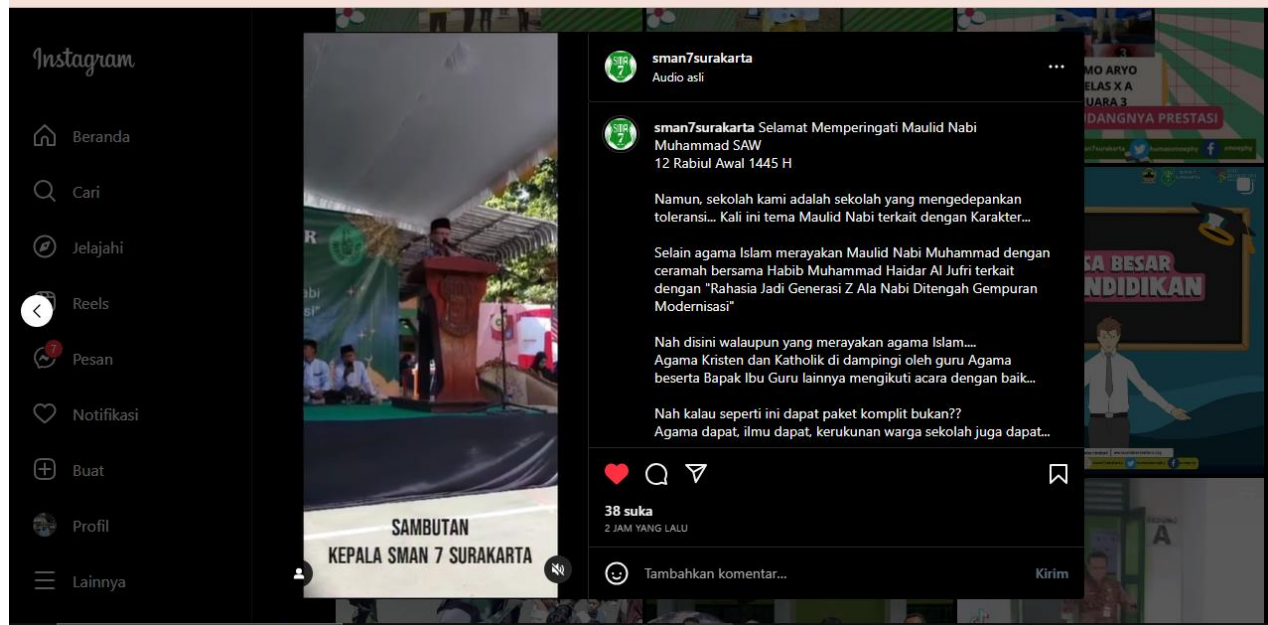 Instagram
Beranda
Cari
Jelajahi
Reels
7
Pesan
Notifikasi
Buat
Profil
Lainnya
R
SAMBUTAN
KEPALA SMAN 7 SURAKARTA
sman7surakarta
Audio asli
sman7surakarta Selamat Memperingati Maulid Nabi
Muhammad SAW
12 Rabiul Awal 1445 H
Namun, sekolah kami adalah sekolah yang mengedepankan
toleransi... Kali ini tema Maulid Nabi terkait dengan Karakter...
Selain agama Islam merayakan Maulid Nabi Muhammad dengan
ceramah bersama Habib Muhammad Haidar Al Jufri terkait
dengan "Rahasia Jadi Generasi Z Ala Nabi Ditengah Gempuran
Modernisasi"
Nah disini walaupun yang merayakan agama Islam....
Agama Kristen dan Katholik di dampingi oleh guru Agama
beserta Bapak Ibu Guru lainnya mengikuti acara dengan baik...
Nah kalau seperti ini dapat paket komplit bukan??
Agama dapat, ilmu dapat, kerukunan warga sekolah juga dapat...
38 suka
2 JAM YANG LALU
Tambahkan komentar...
Kirim
3
MO ARYO
ELAS X A
UARA 3
DANGNYA PRESTASI
SA BESAR
NDIDIKAN
A